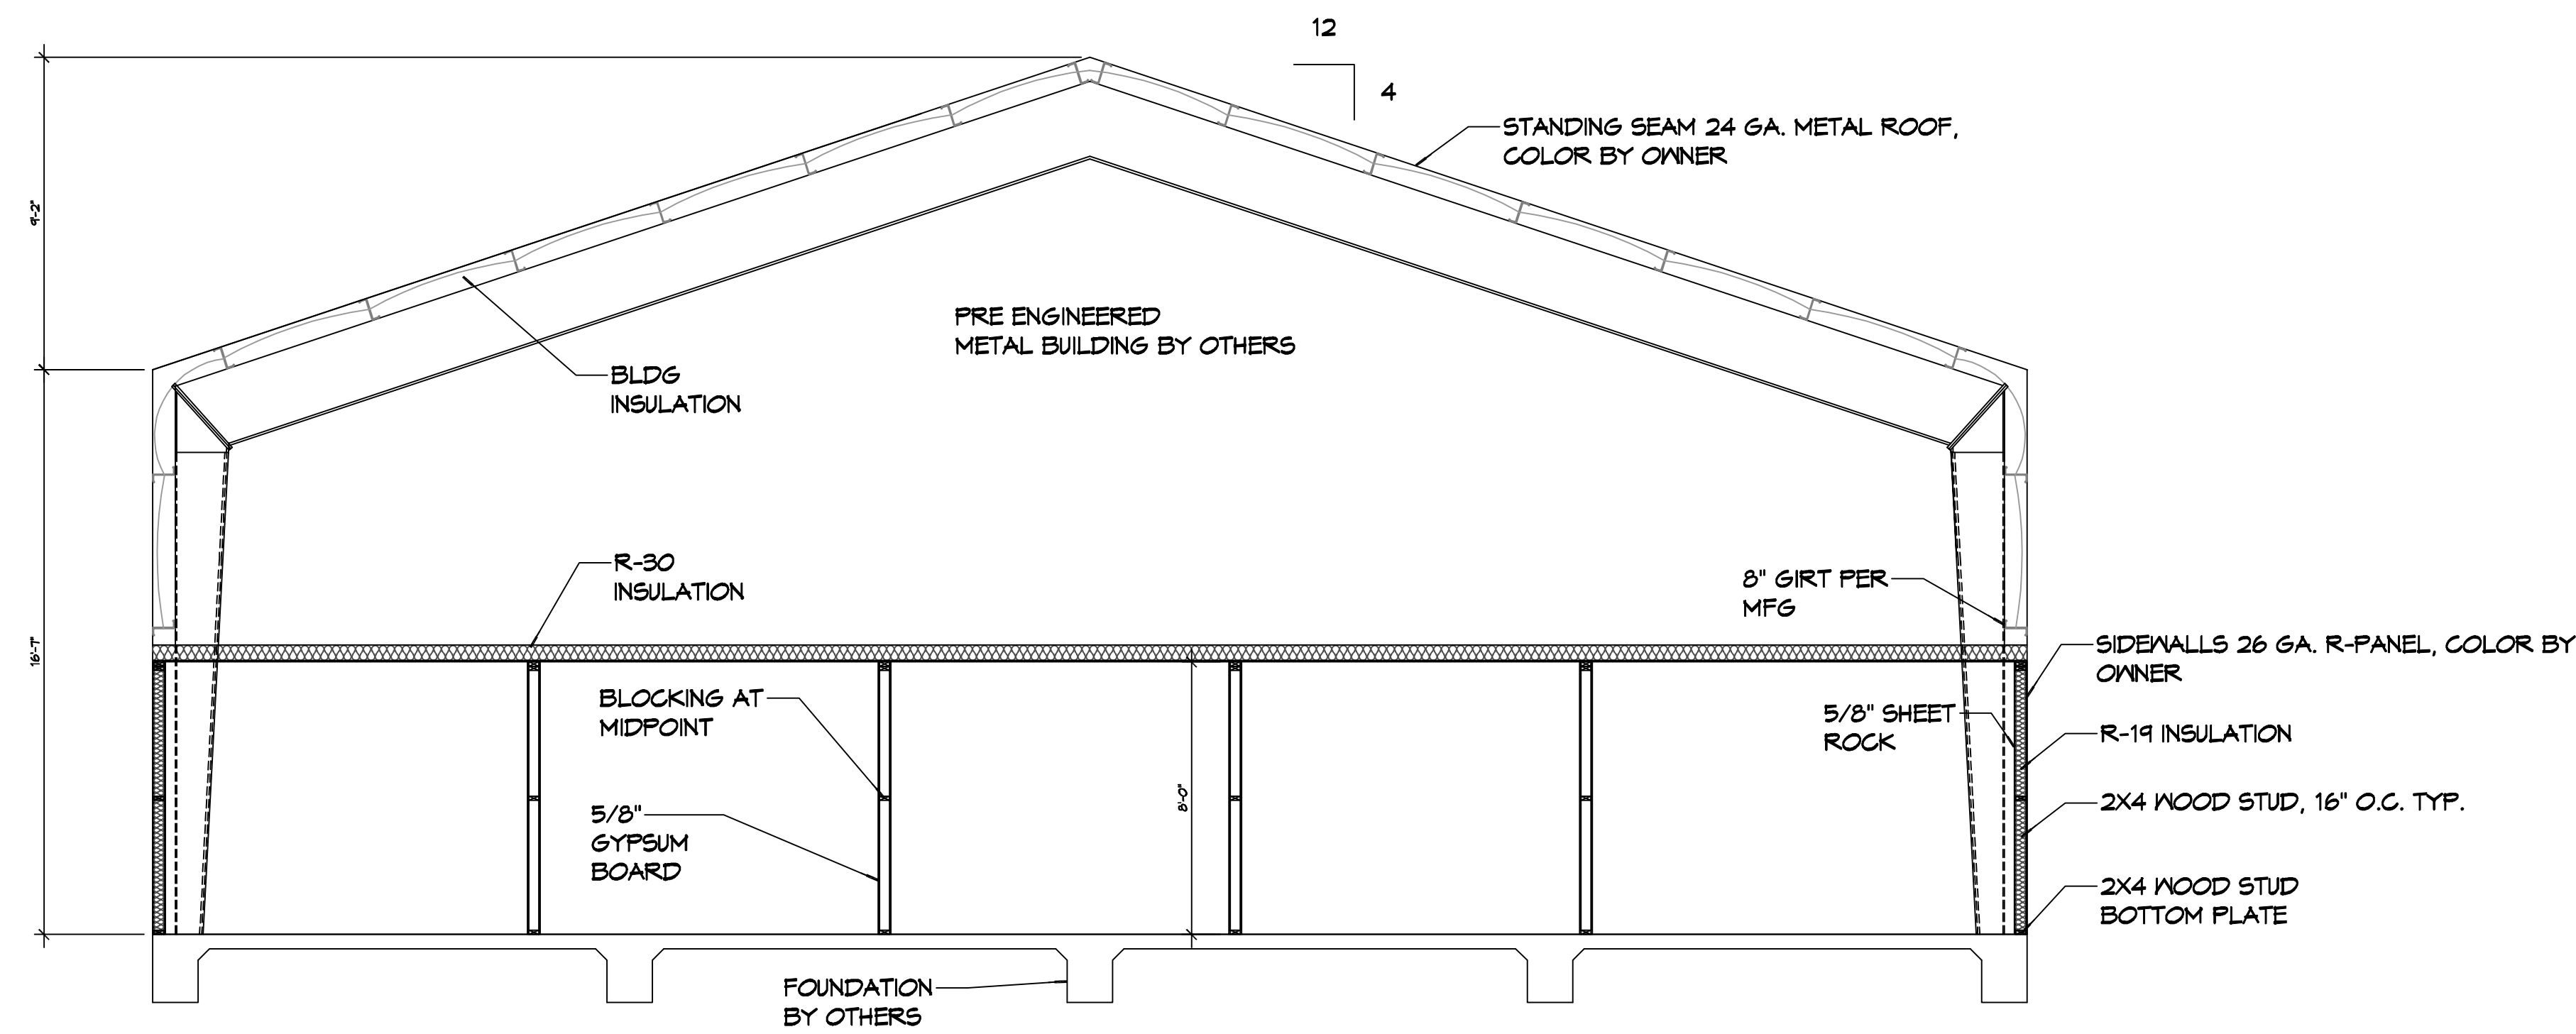 12
4
STANDING SEAM 24 GA. METAL ROOF,
COLOR BY OWNER
9'-2"
PRE ENGINEERED
METAL BUILDING BY OTHERS
BLDG
INSULATION
R-30
INSULATION
8" GIRT PER
MFG
16'-7"
SIDEWALLS 26 GA. R-PANEL, COLOR BY
OWNER
BLOCKING AT
MIDPOINT
5/8" SHEET
ROCK
R-19 INSULATION
8'-0"
2X4 WOOD STUD, 16" O.C. TYP.
5/8"
GYPSUM
BOARD
2X4 WOOD STUD
BOTTOM PLATE
FOUNDATION
BY OTHERS